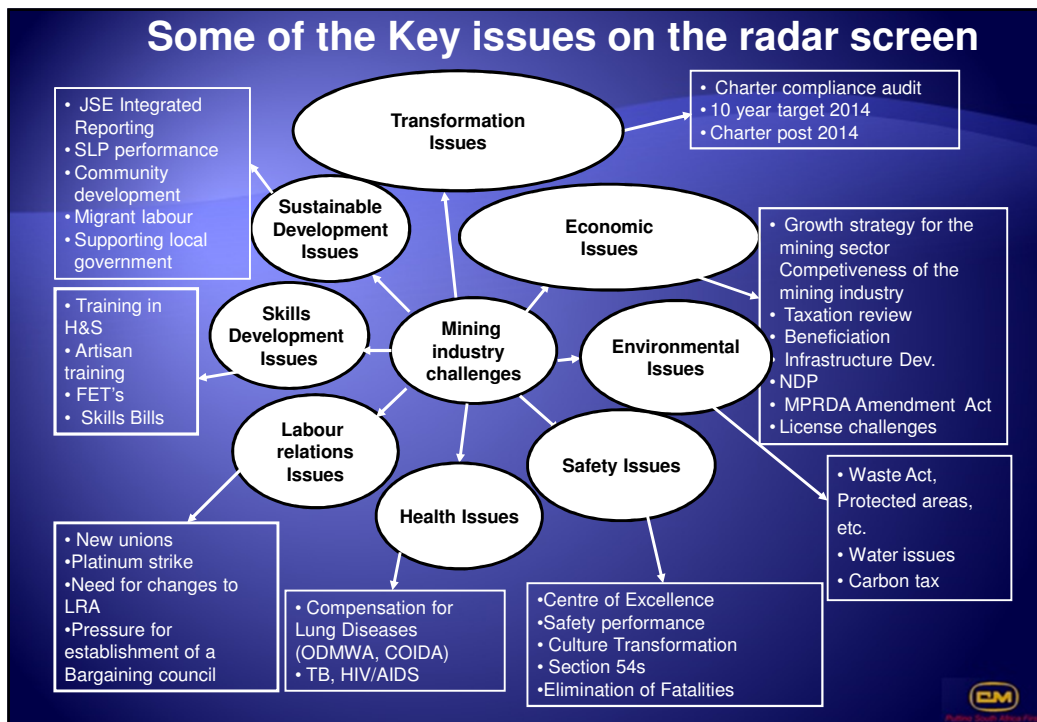 Some of the Key issues on the radar screen
• JSE Integrated
Reporting
• SLP performance
• Community
development
• Migrant labour
• Supporting local
government
Transformation
Issues
• Charter compliance audit
• 10 year target 2014
• Charter post 2014
Sustainable
Development
Issues
Economic
Issues
• Growth strategy for the
mining sector
Competiveness of the
mining industry
• Taxation review
• Beneficiation
• Infrastructure Dev.
• NDP
• MPRDA Amendment Act
• License challenges
• Training in
H&S
• Artisan
training
• FET's
• Skills Bills
Skills
Development
Issues
Mining
industry
challenges
Environmental
Issues
Labour
relations
Issues
Health Issues
Safety Issues
• Waste Act,
Protected areas,
etc.
• Water issues
• Carbon tax
• New unions
•Platinum strike
•Need for changes to
LRA
•Pressure for
establishment of a
Bargaining council
• Compensation for
Lung Diseases
(ODMWA, COIDA)
• TB, HIV/AIDS
•Centre of Excellence
•Safety performance
• Culture Transformation
• Section 54s
•Elimination of Fatalities
Putting South Africa First